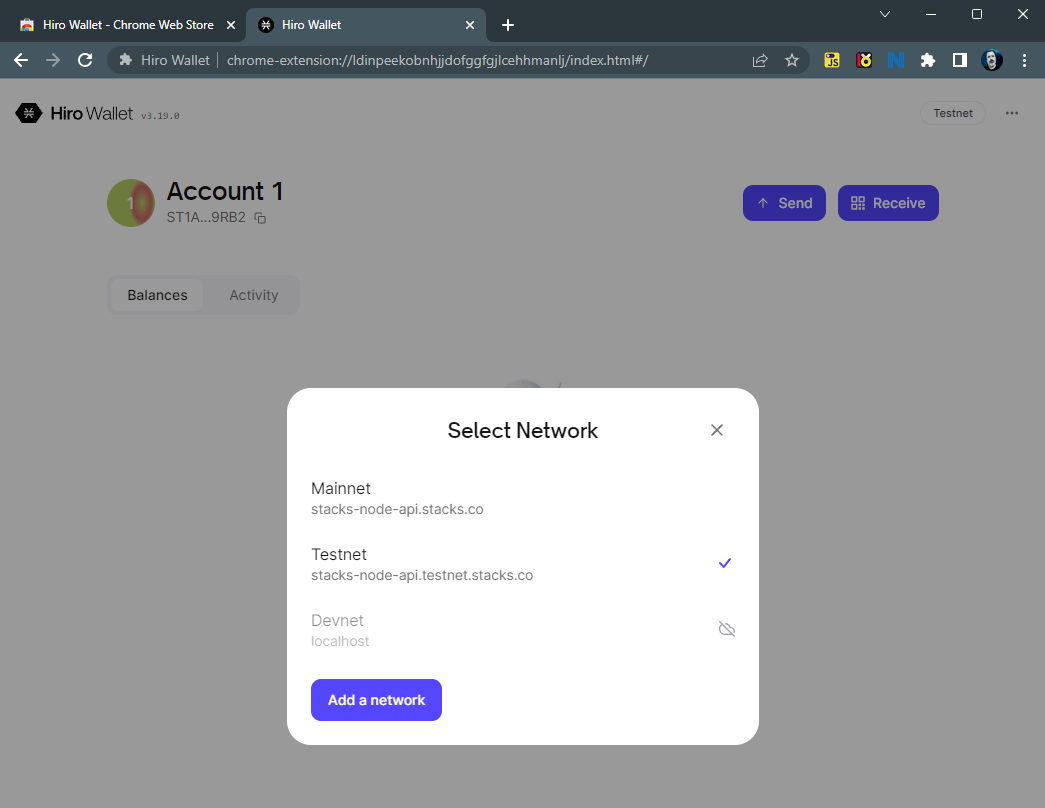 Hiro Wallet - Chrome Web Store
Hiro Wallet
Hiro Wallet
chrome-extension://ldinpeekobnhjjdofggfgjlcehhmanlj/index.html#/
JS
N
Hiro Wallet v3.19.0
Testnet
1
Account 1
ST1A...9RB2
Send
Receive
Balances
Activity
Select Network
Mainnet
stacks-node-api.stacks.co
Testnet
stacks-node-api.testnet.stacks.co
Devnet
localhost
Add a network